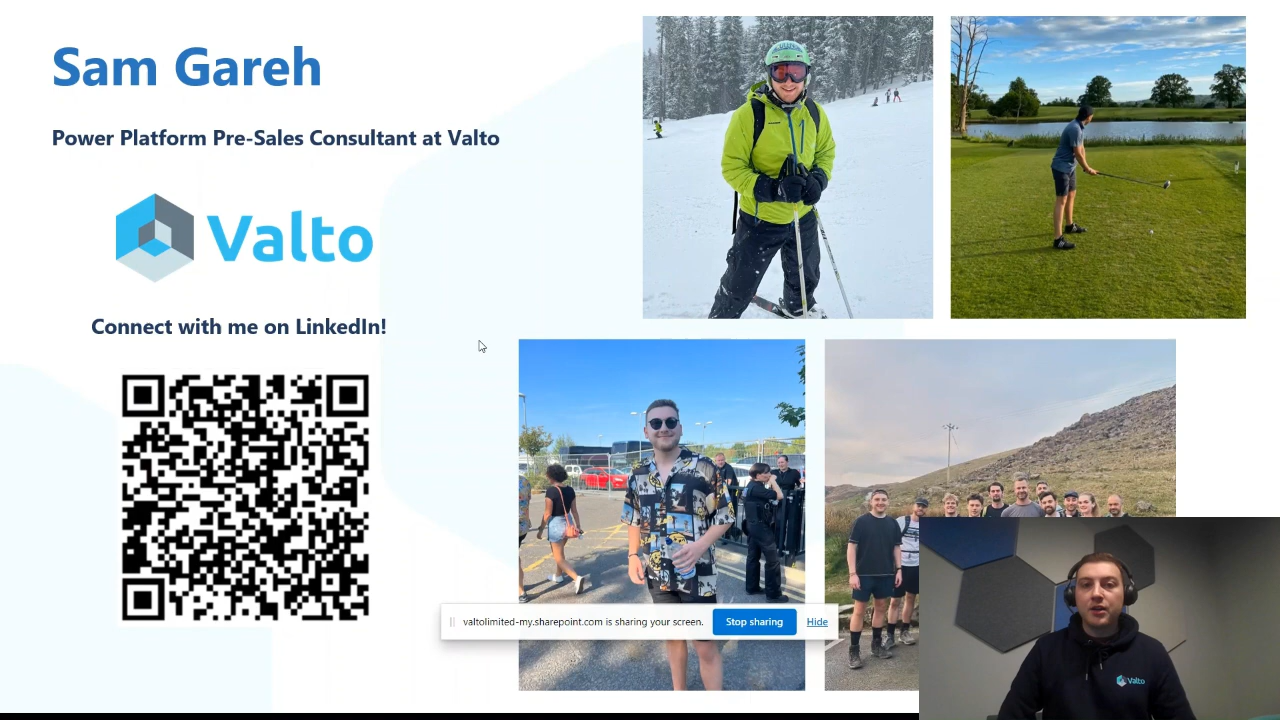 Sam Gareh
Power Platform Pre-Sales Consultant at Valto
Valto
Connect with me on LinkedIn!
valtolimited-my.sharepoint.com is sharing your screen.
Stop sharing
Hide
Valto